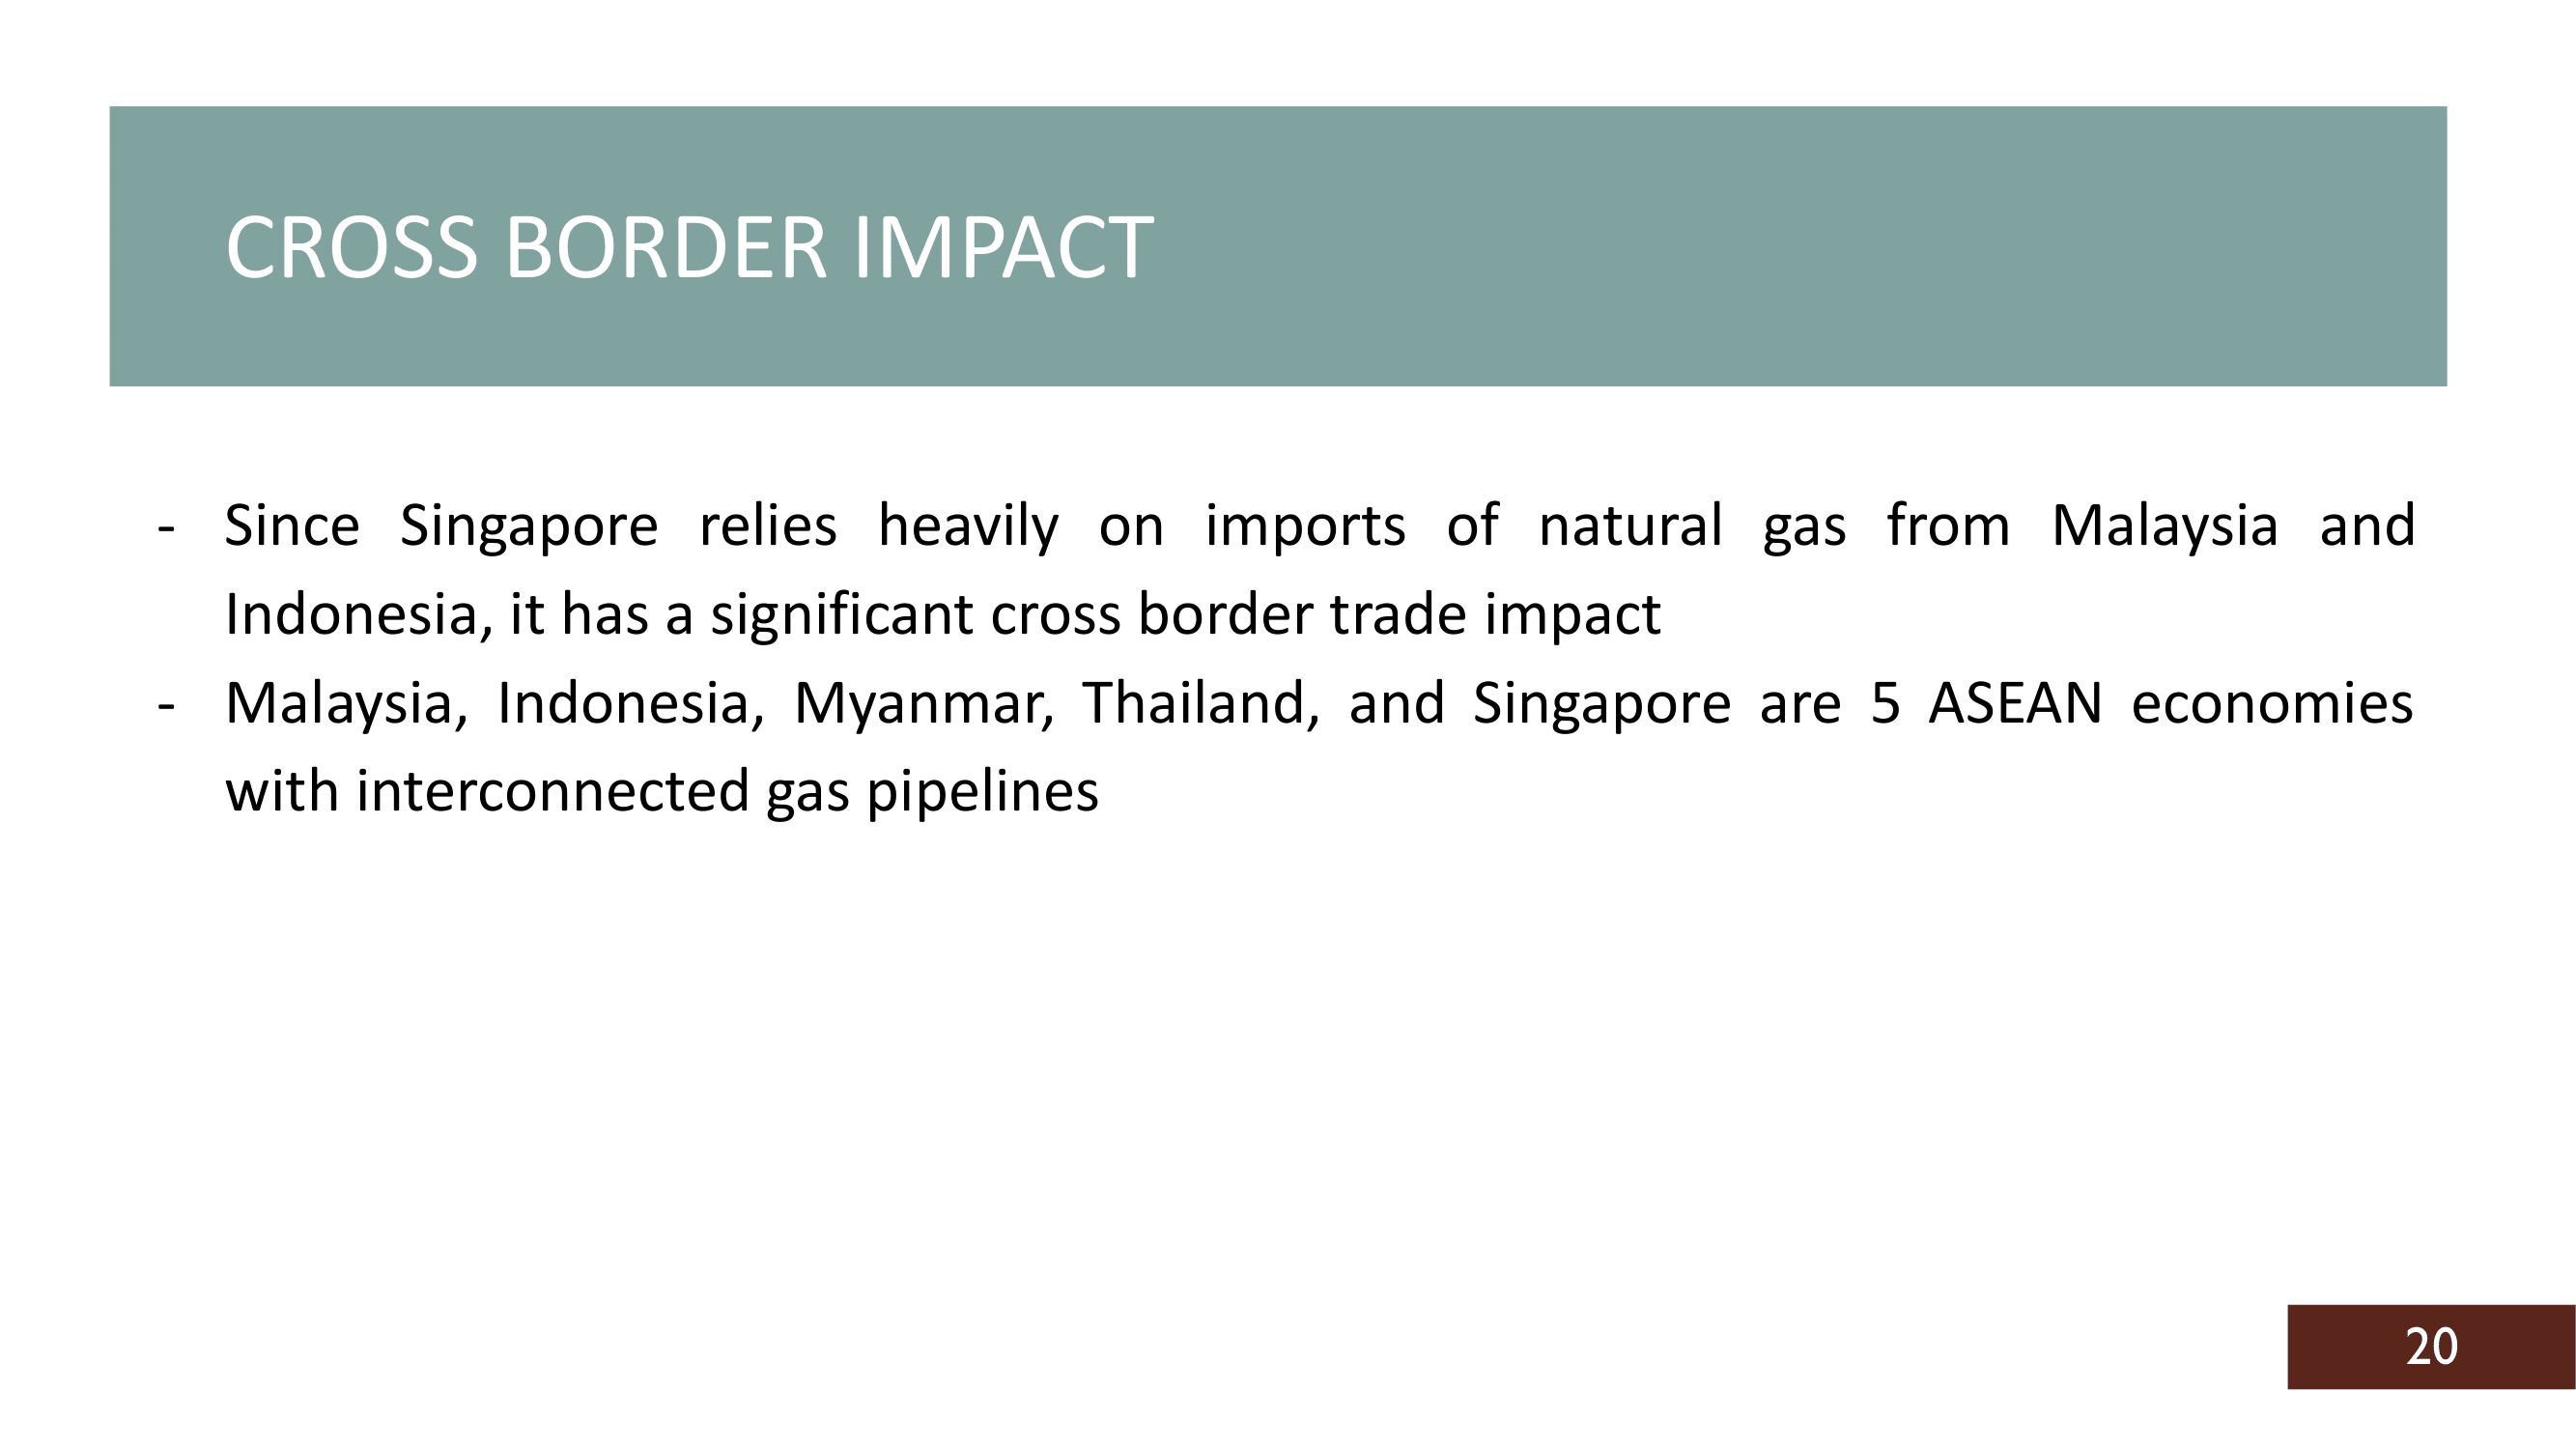 CROSS BORDER IMPACT
- Since Singapore relies heavily on imports of natural gas from Malaysia and
Indonesia, it has a significant cross border trade impact
- Malaysia, Indonesia, Myanmar, Thailand, and Singapore are 5 ASEAN economies
with interconnected gas pipelines
20